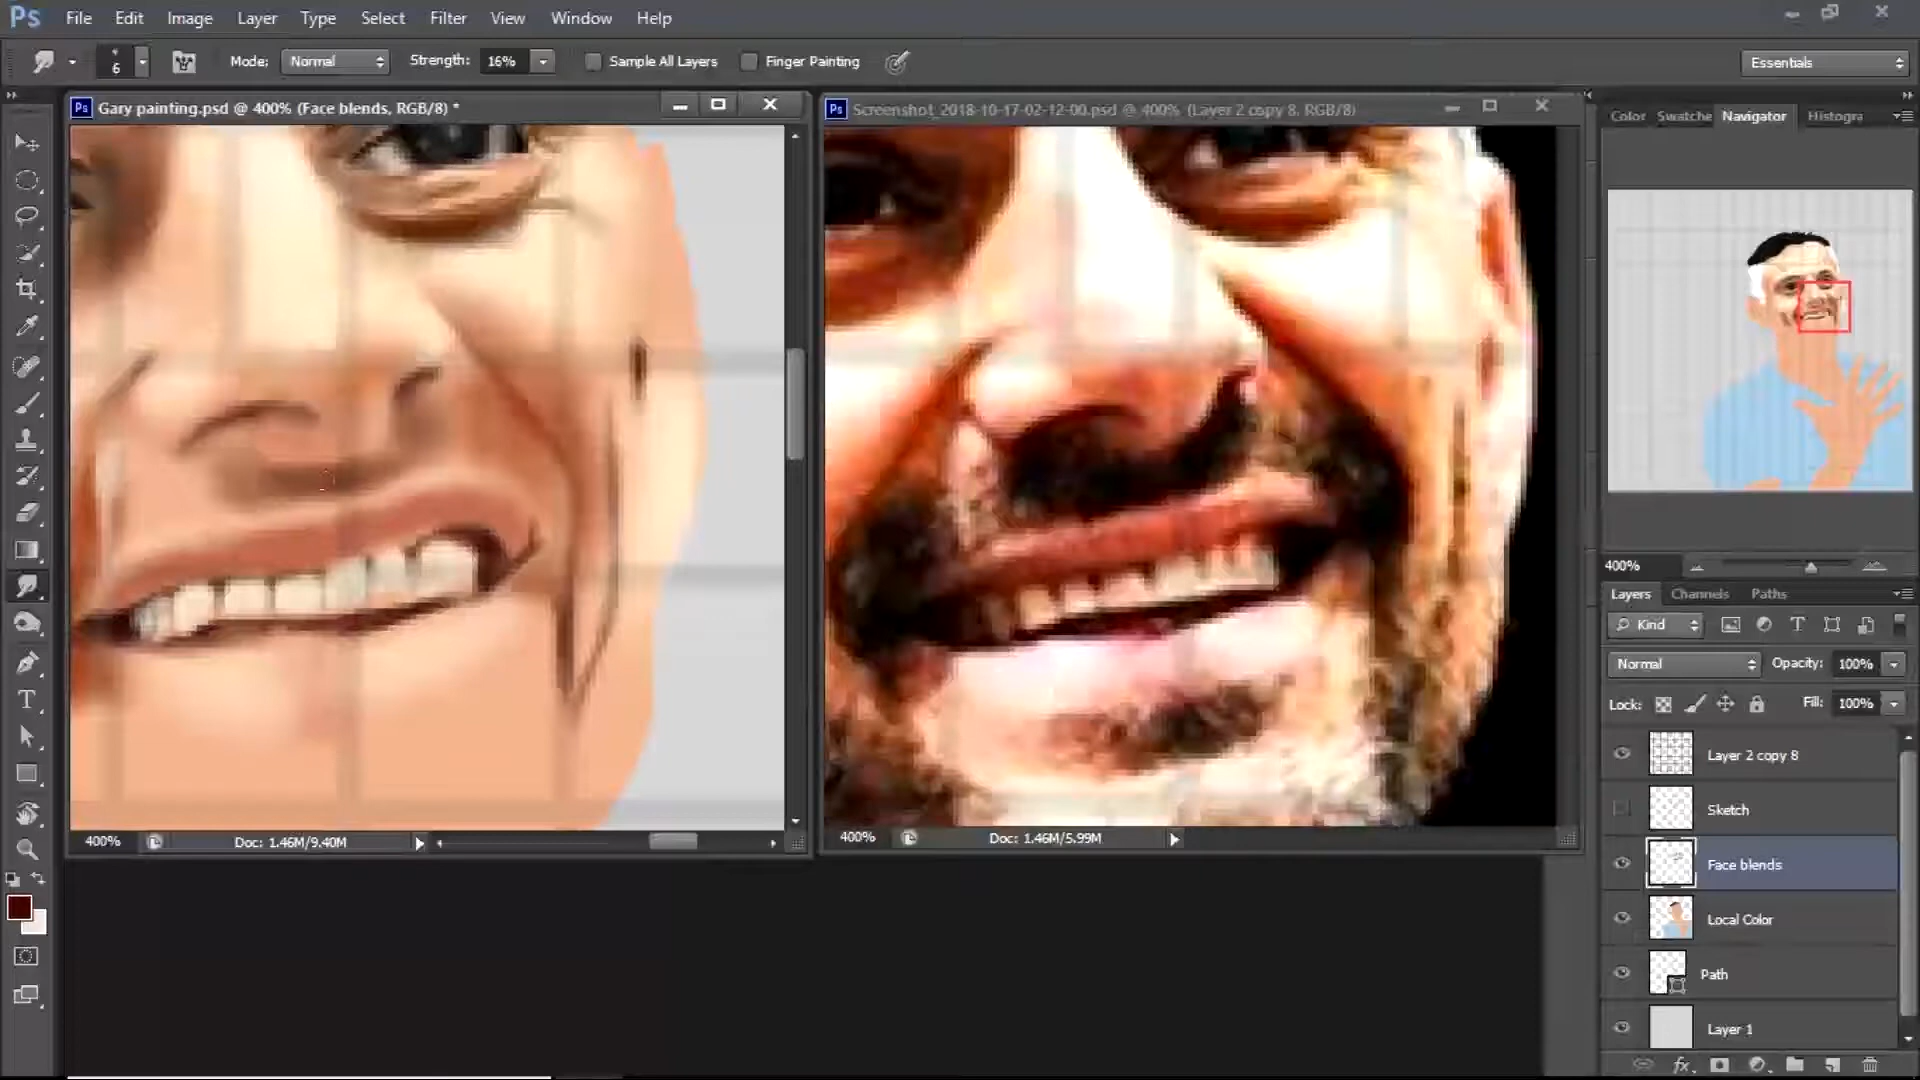 Ps File Edit Image Layer Type Select Filter View Window Help
6 Mode: Normal Strength: 16% Sample All Layers Finger Painting Essentials
Ps Gary painting.psd @ 400% (Face blends, RGB/8) *
Ps Screenshot_2018-10-17-02-12-00.psd @ 400% (Layer 2 copy 8, RGB/8)
Color Swatche Navigator Histogra
400%
Layers Channels Paths
Kind
Normal Opacity: 100%
Lock: Fill: 100%
Layer 2 copy 8
Sketch
Face blends
Local Color
Path
Layer 1
400% Doc: 1.46M/9.40M
400% Doc: 1.46M/5.99M